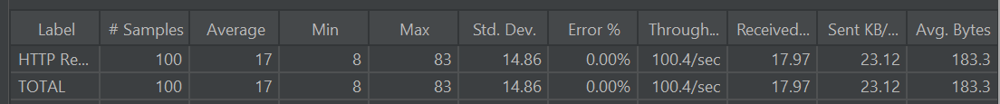 Label # Samples Average Min Max Std. Dev. Error % Through... Received... Sent KB/... Avg. Bytes
HTTP Re... 100 17 8 83 14.86 0.00% 100.4/sec 17.97 23.12 183.3
TOTAL 100 17 8 83 14.86 0.00% 100.4/sec 17.97 23.12 183.3